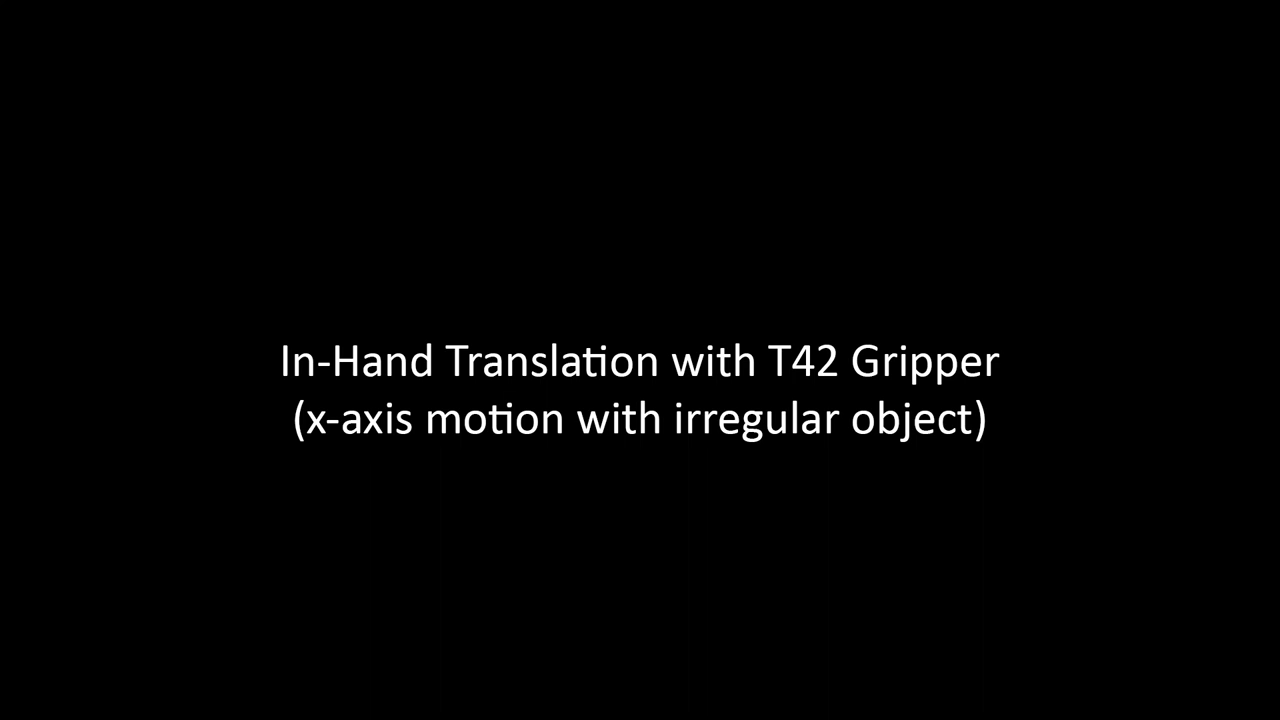 In-Hand Translation with T42 Gripper
(x-axis motion with irregular object)